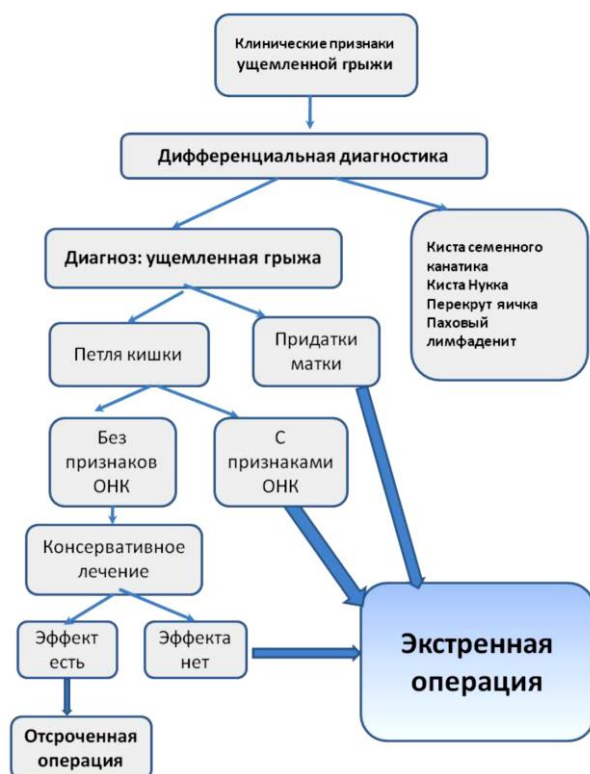 Клинические признаки
ущемленной грыжи
Дифференциальная диагностика
Диагноз: ущемленная грыжа
Киста семенного
канатика
Киста Нукка
Перекрут яичка
Паховый
лимфаденит
Петля кишки
Придатки
матки
Без
признаков
ОНК
С
признаками
ОНК
Консервативное
лечение
Эффект
есть
Эффекта
нет
Экстренная
операция
Отсроченная
операция